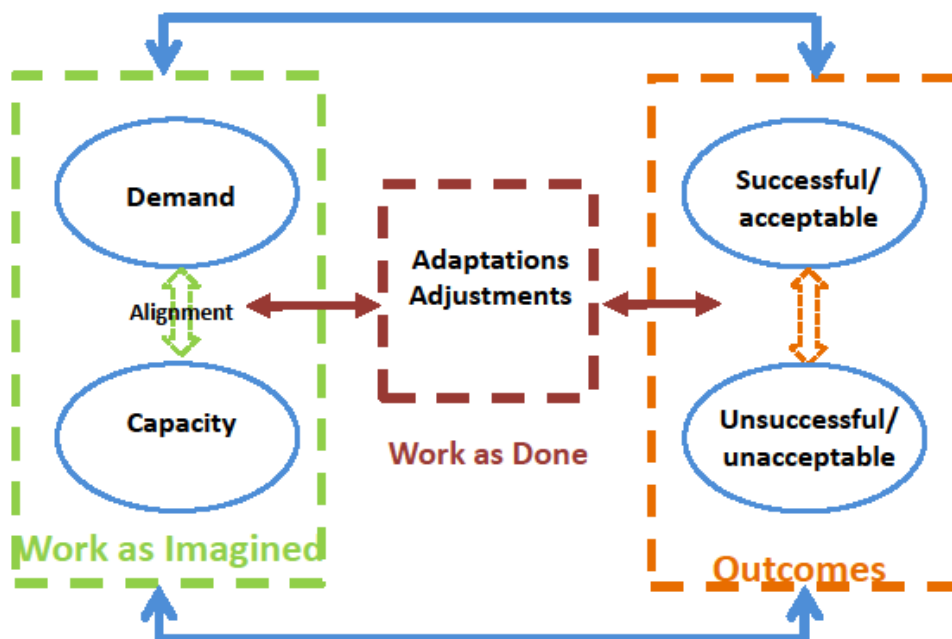 Demand
Alignment
Capacity
Work as Imagined
Adaptations
Adjustments
Work as Done
Successful/
acceptable
Unsuccessful/
unacceptable
Outcomes